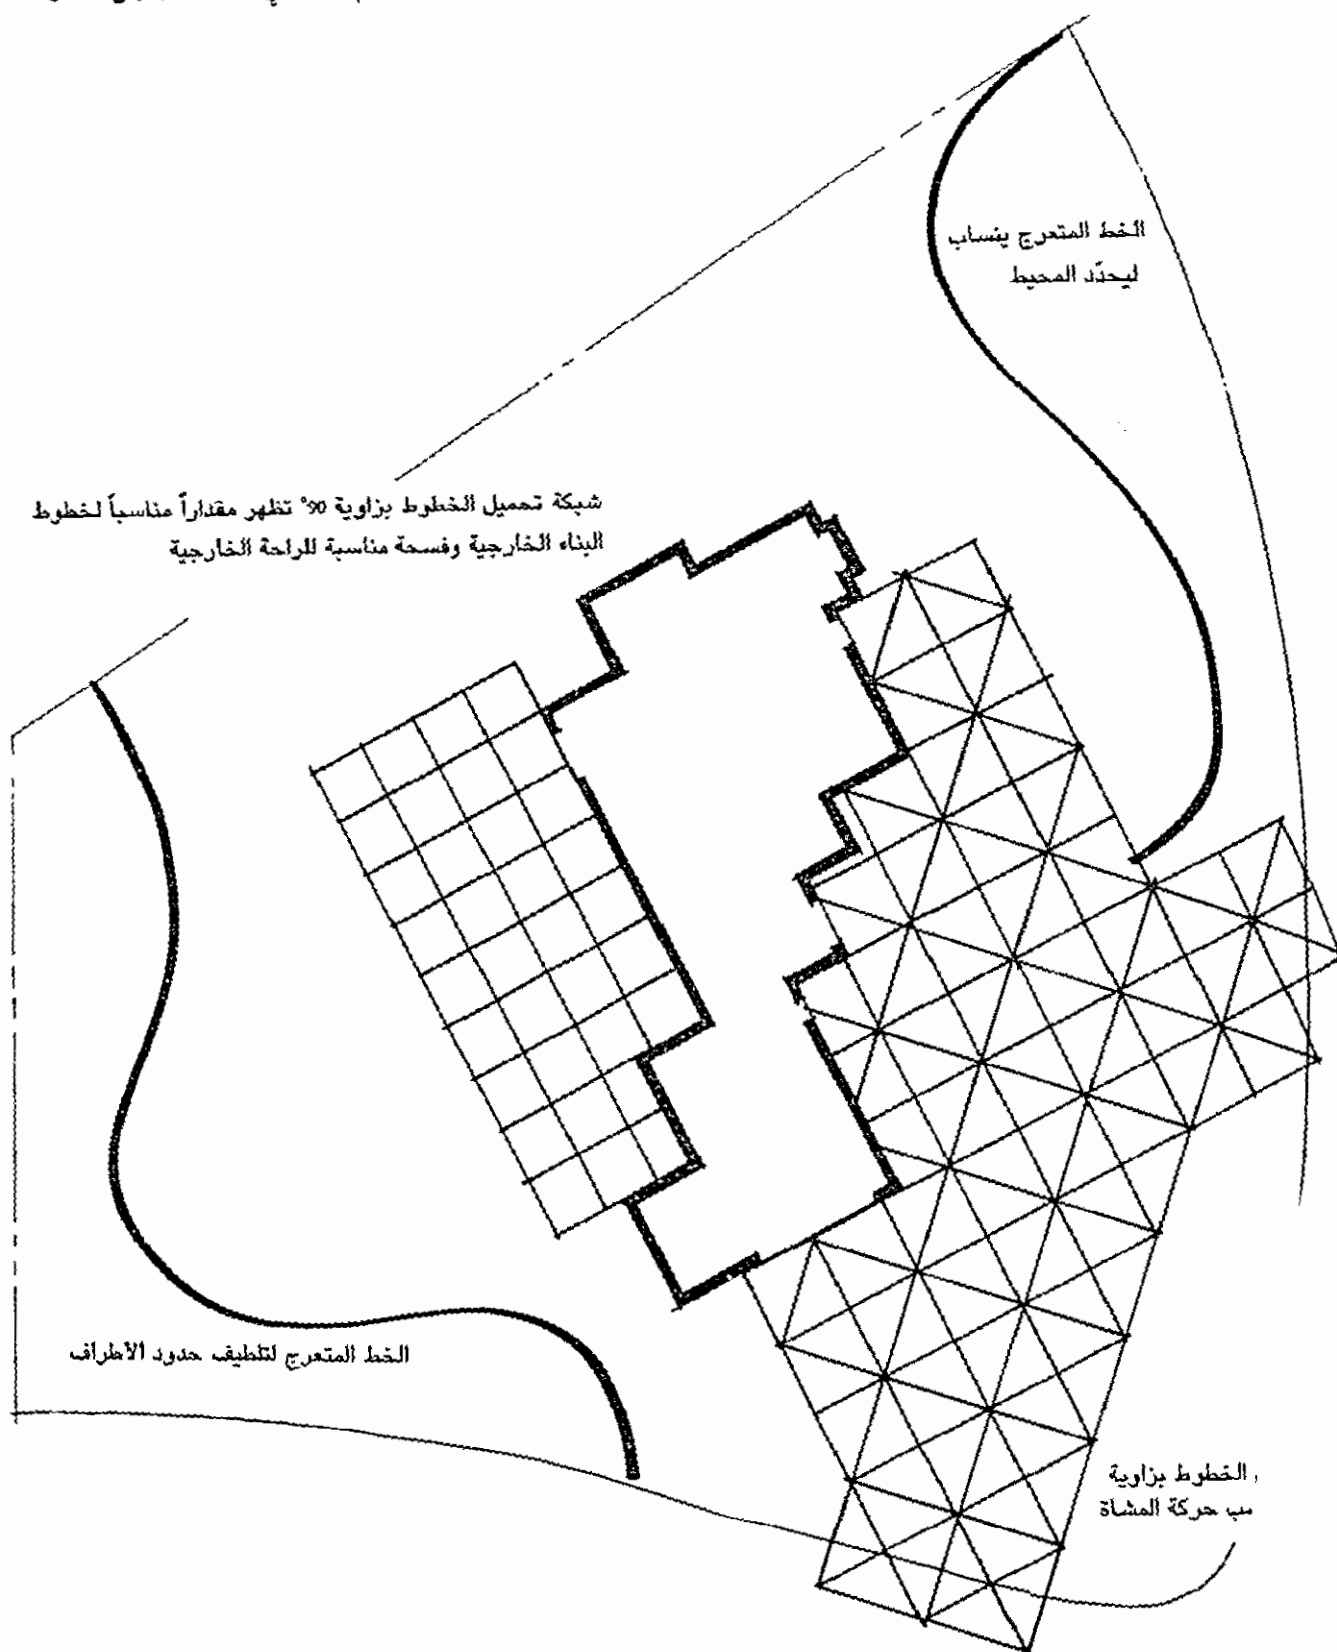 الخط المتعرج ينساب
ليحدّد المحيط
شبكة تحميل الخطوط بزاوية 90° تظهر مقداراً مناسباً لخطوط
البناء الخارجية وفسحة مناسبة للراحة الخارجية
الخط المتعرج لتلطيف حدود الأطراف
الخطوط بزاوية
سب حركة المشاة